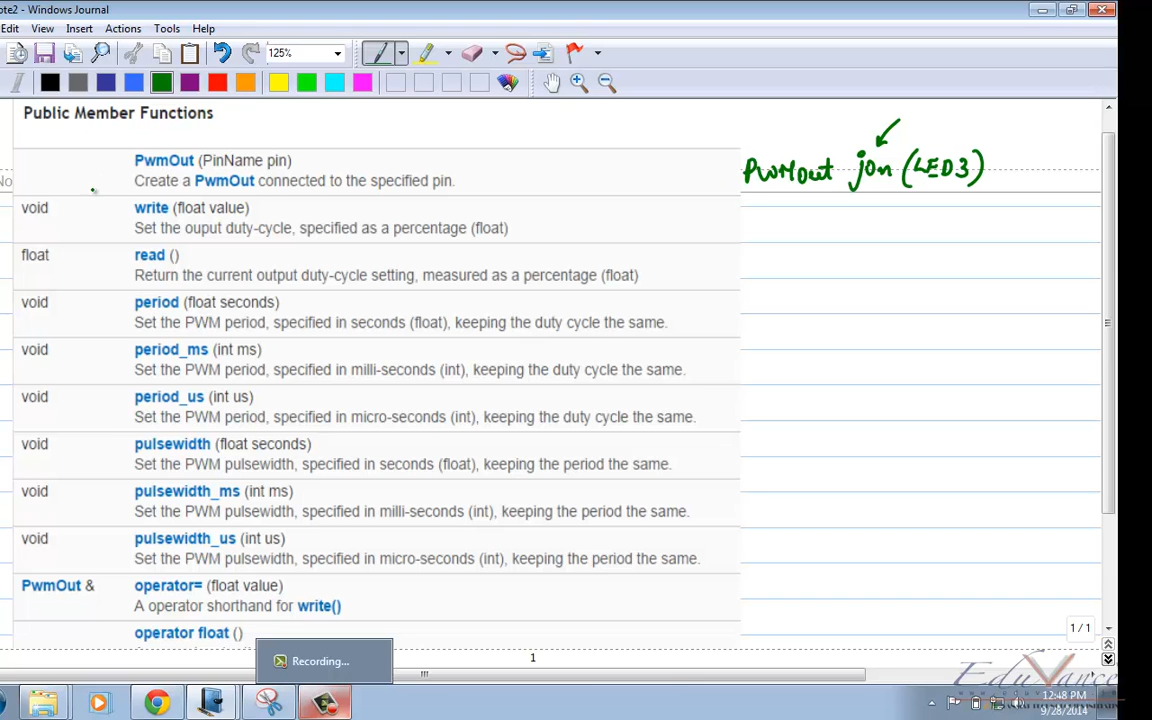 ote2 - Windows Journal
Edit View Insert Actions Tools Help
125%
Public Member Functions
PwmOut (PinName pin)
Create a PwmOut connected to the specified pin.
PWMOut jon (LED3)
No
void write (float value)
Set the ouput duty-cycle, specified as a percentage (float)
float read ()
Return the current output duty-cycle setting, measured as a percentage (float)
void period (float seconds)
Set the PWM period, specified in seconds (float), keeping the duty cycle the same.
void period_ms (int ms)
Set the PWM period, specified in milli-seconds (int), keeping the duty cycle the same.
void period_us (int us)
Set the PWM period, specified in micro-seconds (int), keeping the duty cycle the same.
void pulsewidth (float seconds)
Set the PWM pulsewidth, specified in seconds (float), keeping the period the same.
void pulsewidth_ms (int ms)
Set the PWM pulsewidth, specified in milli-seconds (int), keeping the period the same.
void pulsewidth_us (int us)
Set the PWM pulsewidth, specified in micro-seconds (int), keeping the period the same.
PwmOut & operator= (float value)
A operator shorthand for write()
operator float ()
1 / 1
1
Recording...
EduVance
12:48 PM
9/28/2014